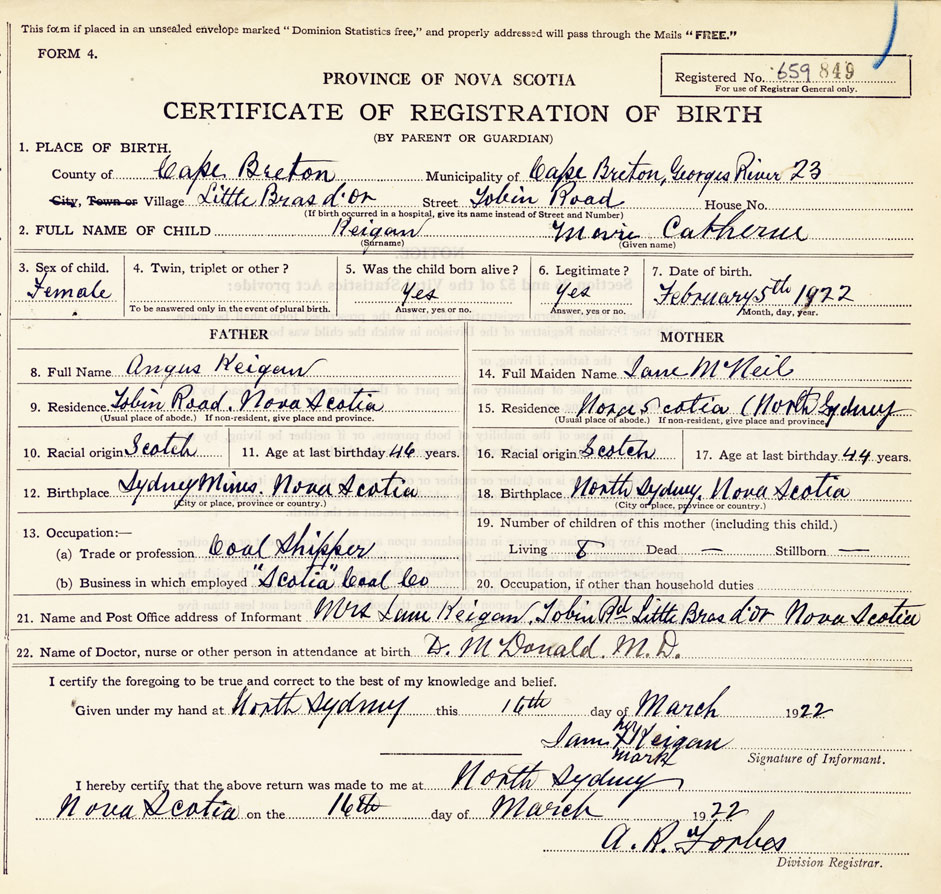 This form if placed in an unsealed envelope marked "Dominion Statistics free," and properly addressed will pass through the Mails "FREE."
FORM 4.
Registered No. 659 849
For use of Registrar General only.
PROVINCE OF NOVA SCOTIA
CERTIFICATE OF REGISTRATION OF BIRTH
(BY PARENT OR GUARDIAN)
1. PLACE OF BIRTH.
County of Cape Breton Municipality of Cape Breton, Georges River 23
City, Town or Village Little Bras d'or Street Tobin Road House No.
(If birth occurred in a hospital, give its name instead of Street and Number)
2. FULL NAME OF CHILD Keigan Marie Catherine
(Surname) (Given name)
3. Sex of child. Female
4. Twin, triplet or other?
To be answered only in the event of plural birth.
5. Was the child born alive? Yes
Answer, yes or no.
6. Legitimate? Yes
Answer, yes or no.
7. Date of birth. February 5th 1922
Month, day, year.
FATHER
8. Full Name Angus Keigan
9. Residence. Tobin Road. Nova Scotia
(Usual place of abode.) If non-resident, give place and province.
10. Racial origin Scotch 11. Age at last birthday 46 years.
12. Birthplace Sydney Mines. Nova Scotia
(City or place, province or country.)
13. Occupation:—
(a) Trade or profession Coal Shipper
(b) Business in which employed "Scotia" Coal Co
MOTHER
14. Full Maiden Name Jane McNeil
15. Residence Nova Scotia (North Sydney
(Usual place of abode.) If non-resident, give place and province.
16. Racial origin Scotch 17. Age at last birthday 44 years.
18. Birthplace North Sydney. Nova Scotia
(City or place, province or country.)
19. Number of children of this mother (including this child.)
Living 8 Dead — Stillborn —
20. Occupation, if other than household duties
21. Name and Post Office address of Informant Mrs Jane Keigan. Tobin Rd Little Bras d'or Nova Scotia
22. Name of Doctor, nurse or other person in attendance at birth D. McDonald. M.D.
I certify the foregoing to be true and correct to the best of my knowledge and belief.
Given under my hand at North Sydney this 16th day of March 1922
Jane her X mark Keigan
Signature of Informant.
I hereby certify that the above return was made to me at North Sydney
Nova Scotia on the 16th day of March 1922
A. R. Forbes
Division Registrar.